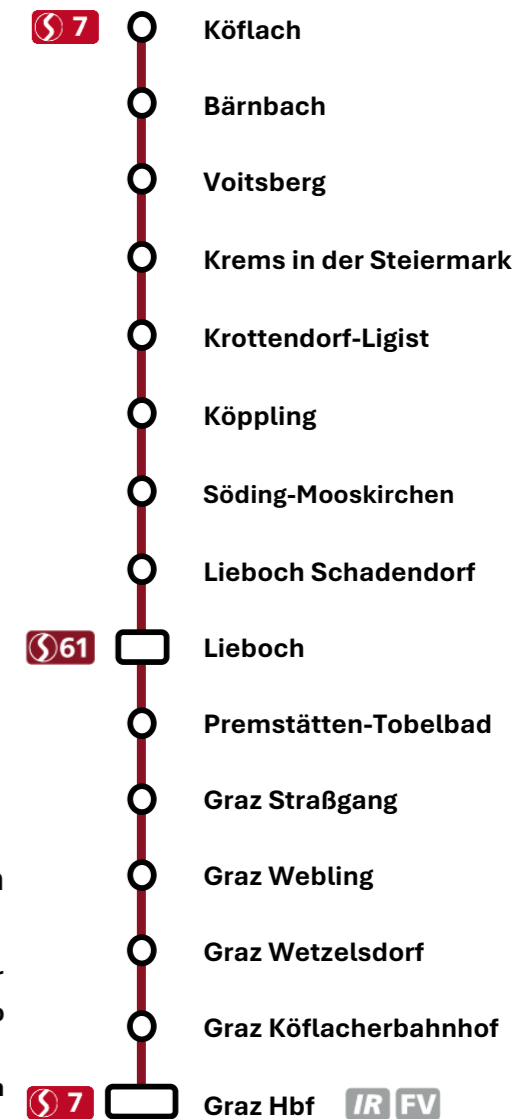 S 7 Köflach
Bärnbach
Voitsberg
Krems in der Steiermark
Krottendorf-Ligist
Köppling
Söding-Mooskirchen
Lieboch Schadendorf
S 61 Lieboch
Premstätten-Tobelbad
Graz Straßgang
Graz Webling
Graz Wetzelsdorf
Graz Köflacherbahnhof
S 7 Graz Hbf IR FV